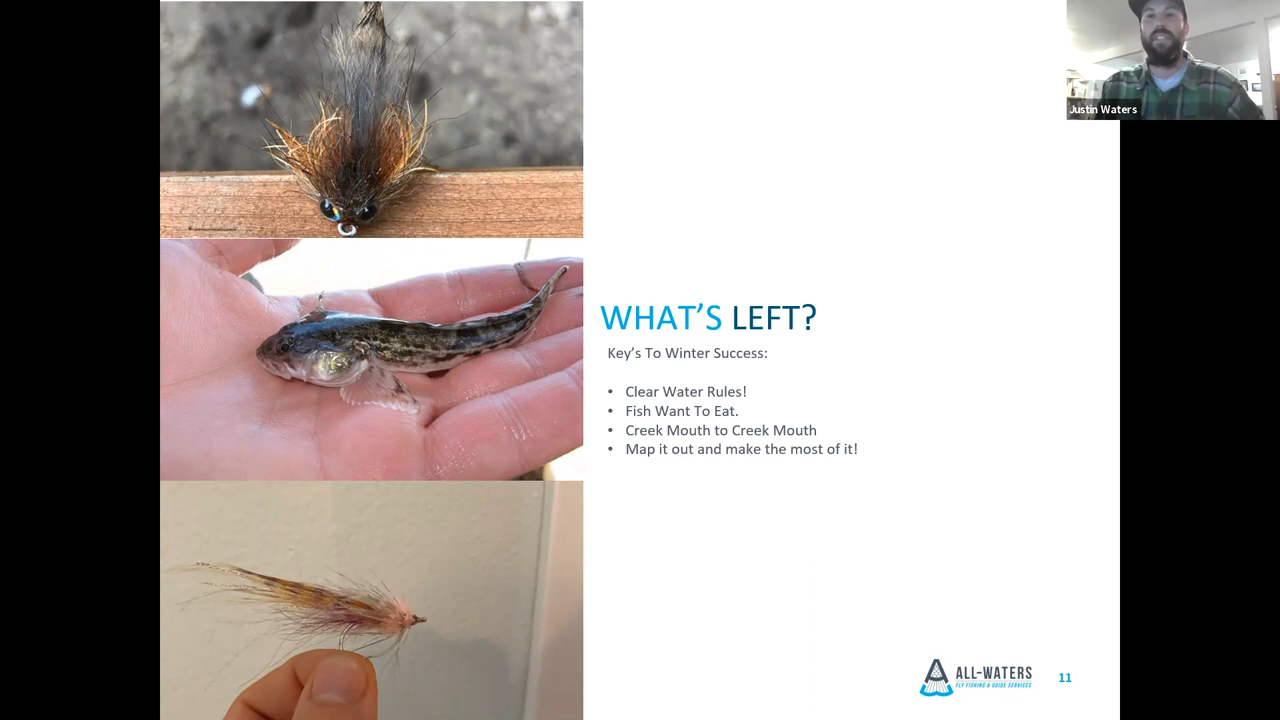 Justin Waters
WHAT'S LEFT?
Key's To Winter Success:
• Clear Water Rules!
• Fish Want To Eat.
• Creek Mouth to Creek Mouth
• Map it out and make the most of it!
ALL-WATERS
FLY FISHING & GUIDE SERVICES
11